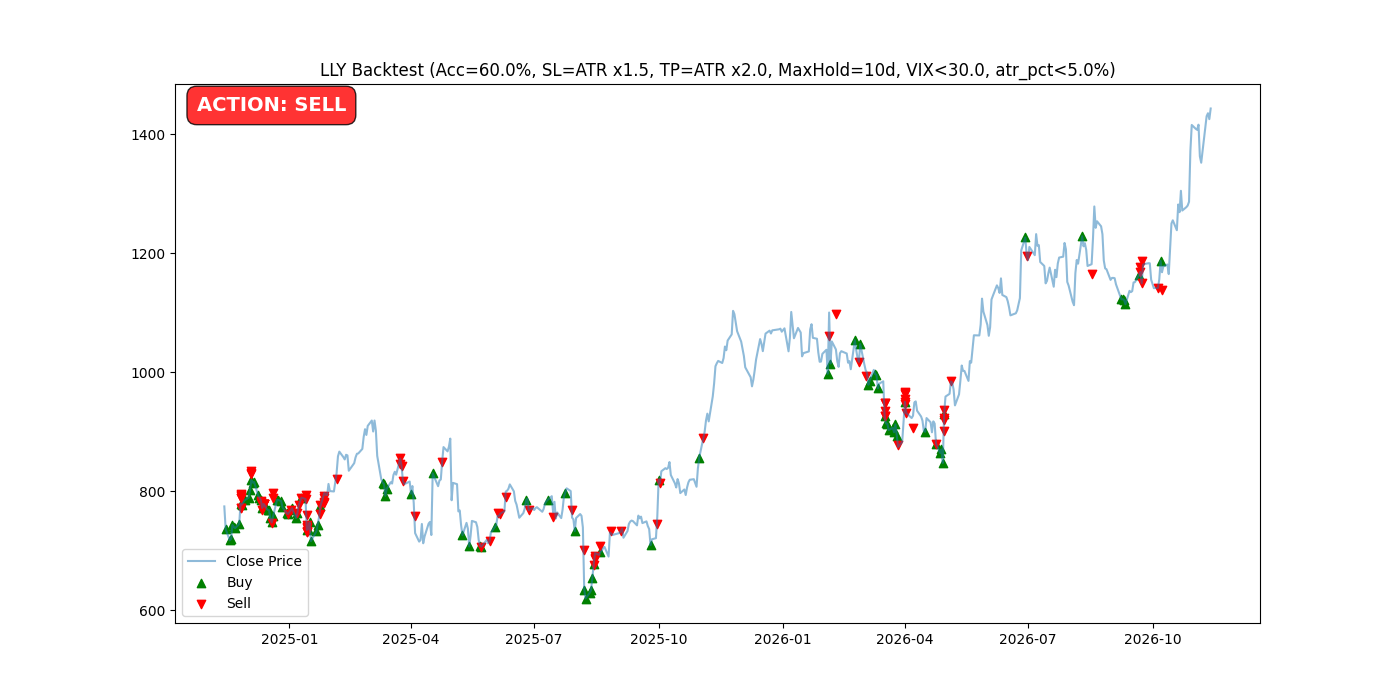 LLY Backtest (Acc=60.0%, SL=ATR x1.5, TP=ATR x2.0, MaxHold=10d, VIX<30.0, atr_pct<5.0%)
ACTION: SELL
1400
1200
1000
800
600
Close Price
Buy
Sell
2025-01
2025-04
2025-07
2025-10
2026-01
2026-04
2026-07
2026-10